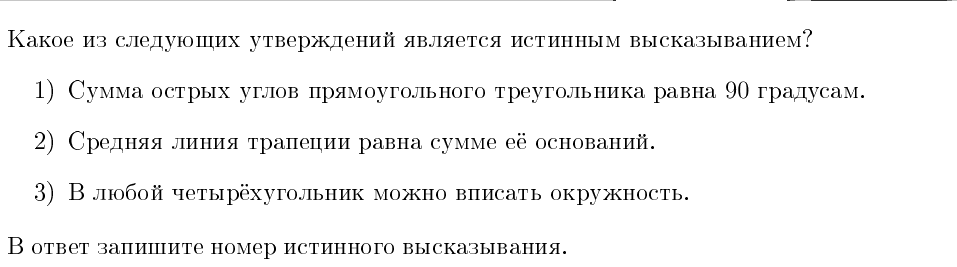 Какое из следующих утверждений является истинным высказыванием?
1) Сумма острых углов прямоугольного треугольника равна 90 градусам.
2) Средняя линия трапеции равна сумме её оснований.
3) В любой четырёхугольник можно вписать окружность.
В ответ запишите номер истинного высказывания.